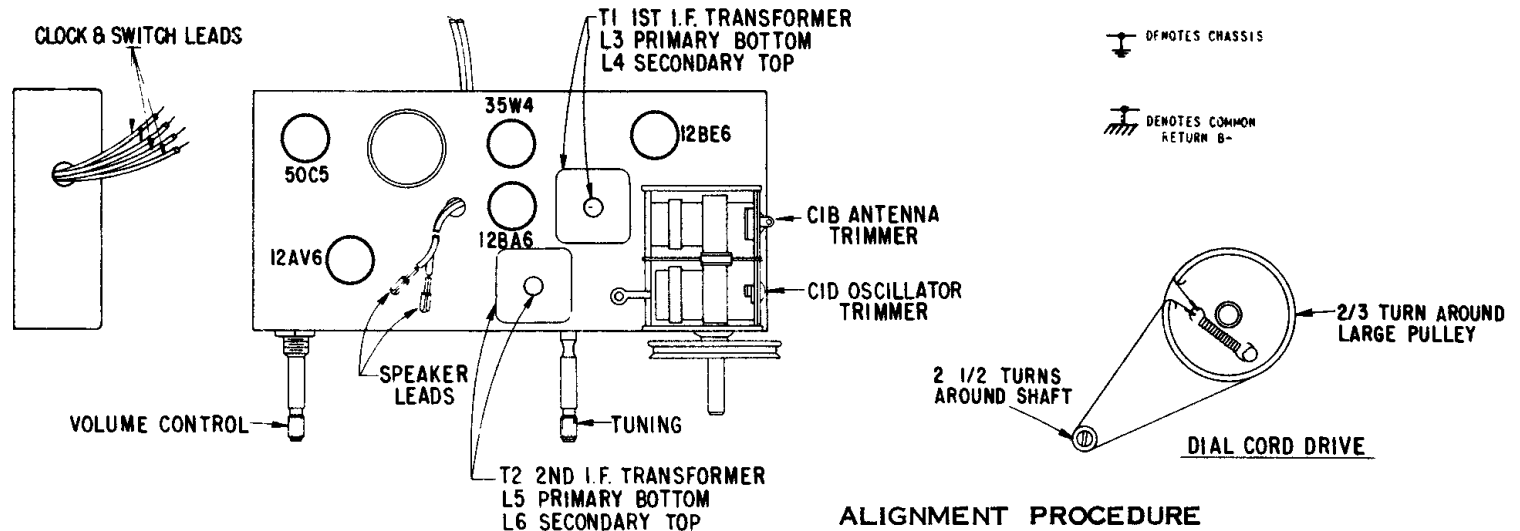 CLOCK & SWITCH LEADS
T1 1ST I.F. TRANSFORMER
L3 PRIMARY BOTTOM
L4 SECONDARY TOP
DENOTES CHASSIS
DENOTES COMMON
RETURN B-
35W4
12BE6
50C5
12BA6
12AV6
C1B ANTENNA
TRIMMER
C1D OSCILLATOR
TRIMMER
2/3 TURN AROUND
LARGE PULLEY
SPEAKER
LEADS
2 1/2 TURNS
AROUND SHAFT
VOLUME CONTROL
TUNING
DIAL CORD DRIVE
T2 2ND I.F. TRANSFORMER
L5 PRIMARY BOTTOM
L6 SECONDARY TOP
ALIGNMENT PROCEDURE